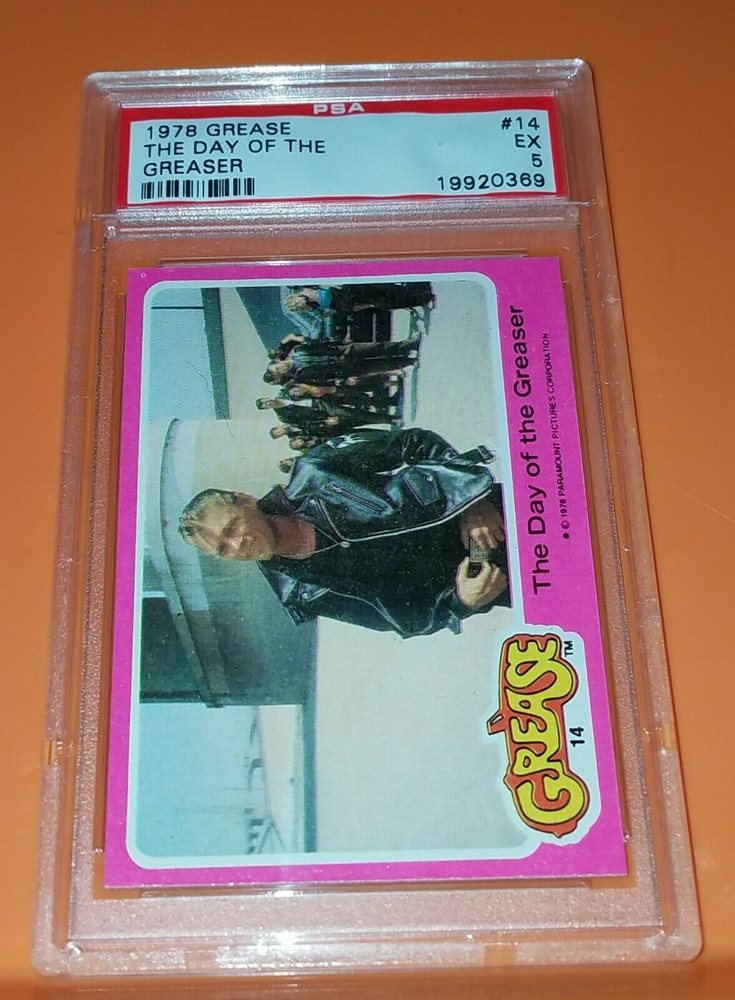 PSA
1978 GREASE #14
THE DAY OF THE EX
GREASER 5
19920369
The Day of the Greaser
* © 1978 PARAMOUNT PICTURES CORPORATION
GREASE TM
14